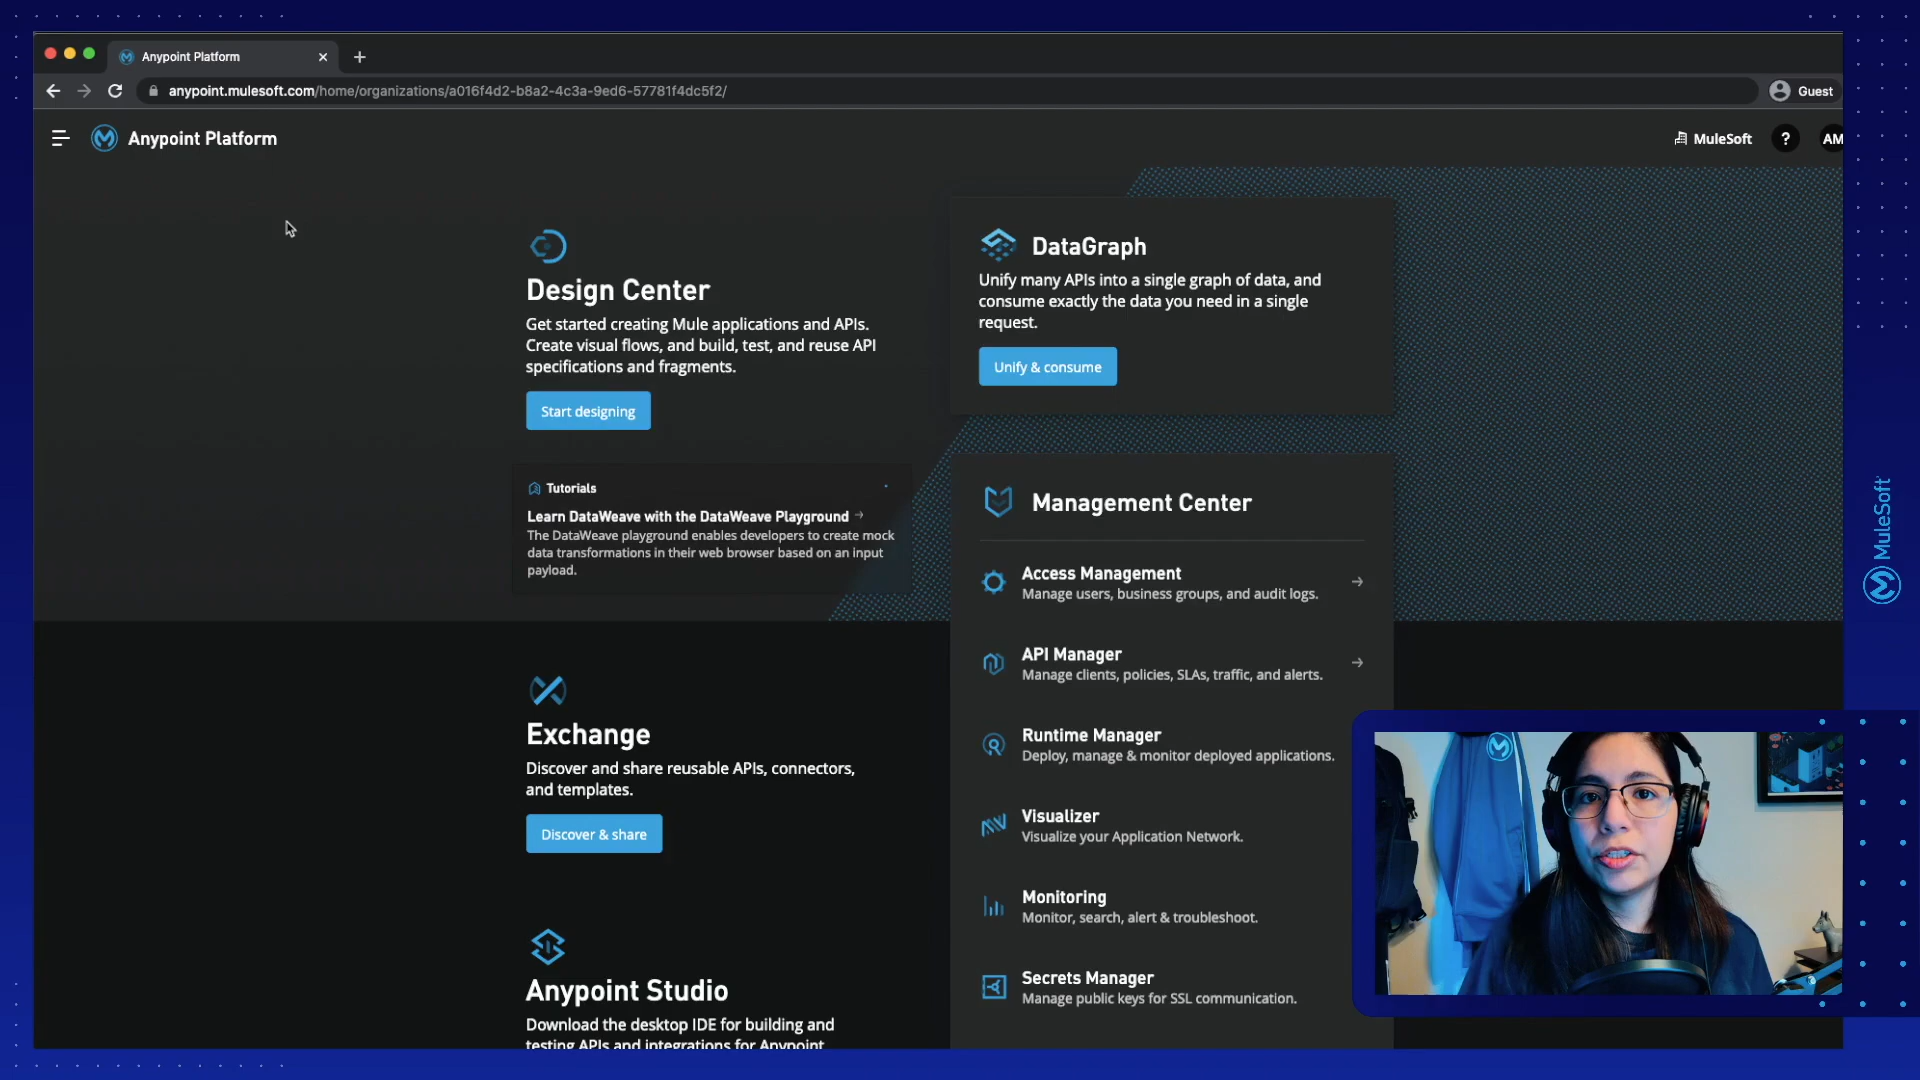 Anypoint Platform
anypoint.mulesoft.com/home/organizations/a016f4d2-b8a2-4c3a-9ed6-57781f4dc5f2/
Guest
Anypoint Platform
MuleSoft
?
AM
Design Center
Get started creating Mule applications and APIs.
Create visual flows, and build, test, and reuse API
specifications and fragments.
Start designing
Tutorials
Learn DataWeave with the DataWeave Playground
The DataWeave playground enables developers to create mock
data transformations in their web browser based on an input
payload.
Exchange
Discover and share reusable APIs, connectors,
and templates.
Discover & share
Anypoint Studio
Download the desktop IDE for building and
testing APIs and integrations for Anypoint
DataGraph
Unify many APIs into a single graph of data, and
consume exactly the data you need in a single
request.
Unify & consume
Management Center
Access Management
Manage users, business groups, and audit logs.
API Manager
Manage clients, policies, SLAs, traffic, and alerts.
Runtime Manager
Deploy, manage & monitor deployed applications.
Visualizer
Visualize your Application Network.
Monitoring
Monitor, search, alert & troubleshoot.
Secrets Manager
Manage public keys for SSL communication.
MuleSoft